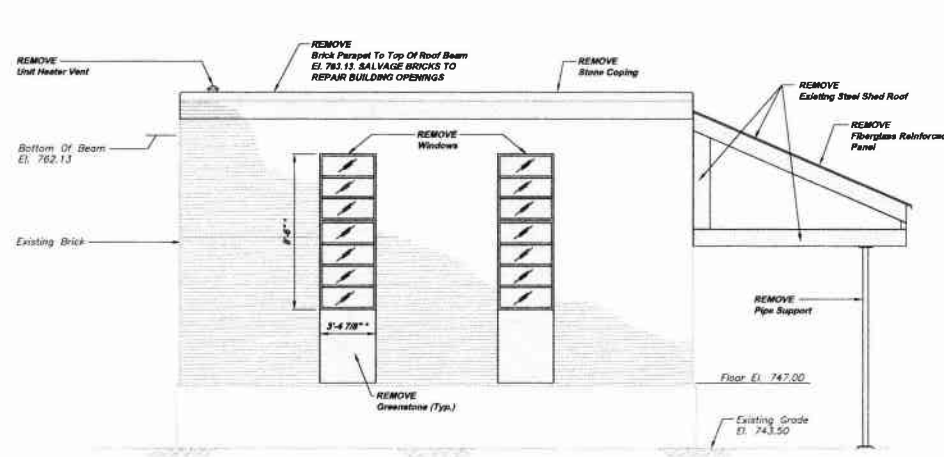 REMOVE
Unit Heater Vent
REMOVE
Brick Parapet To Top Of Roof Beam
El. 763.13. SALVAGE BRICKS TO
REPAIR BUILDING OPENINGS
REMOVE
Stone Coping
REMOVE
Existing Steel Shed Roof
REMOVE
Fiberglass Reinforced
Panel
Bottom Of Beam
El. 762.13
REMOVE
Windows
Existing Brick
3'-4 7/8" ±
REMOVE
Pipe Support
Floor El. 747.00
REMOVE
Greenstone (Typ.)
Existing Grade
El. 743.50